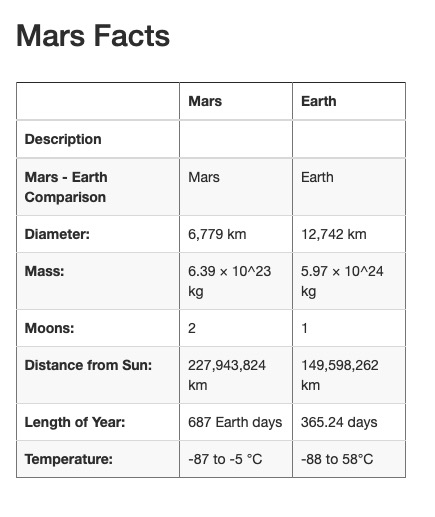 Mars Facts
Mars Earth
Description
Mars - Earth Mars Earth
Comparison
Diameter: 6,779 km 12,742 km
Mass: 6.39 × 10^23 5.97 × 10^24
kg kg
Moons: 2 1
Distance from Sun: 227,943,824 149,598,262
km km
Length of Year: 687 Earth days 365.24 days
Temperature: -87 to -5 °C -88 to 58°C